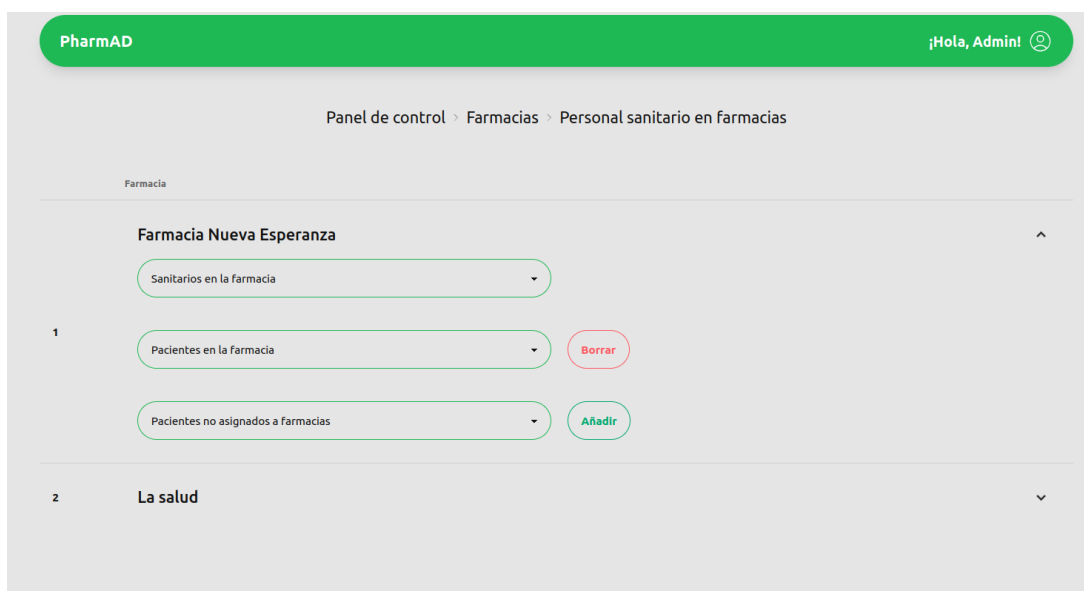 PharmAD
¡Hola, Admin!
Panel de control > Farmacias > Personal sanitario en farmacias
Farmacia
1
Farmacia Nueva Esperanza
Sanitarios en la farmacia
Pacientes en la farmacia
Borrar
Pacientes no asignados a farmacias
Añadir
2
La salud